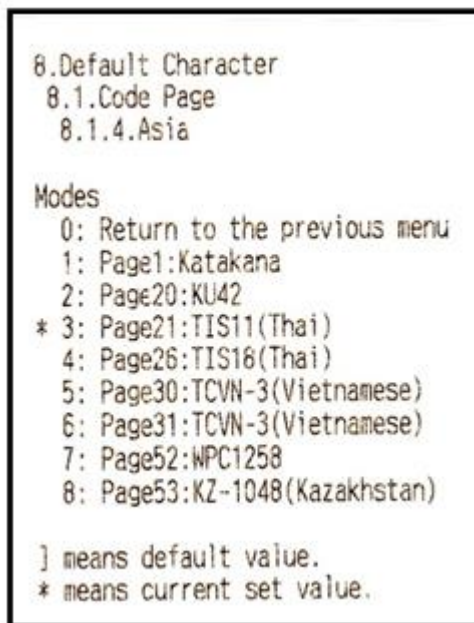 8.Default Character
8.1.Code Page
8.1.4.Asia
Modes
0: Return to the previous menu
1: Page1:Katakana
2: Page20:KU42
* 3: Page21:TIS11(Thai)
4: Page26:TIS18(Thai)
5: Page30:TCVN-3(Vietnamese)
6: Page31:TCVN-3(Vietnamese)
7: Page52:WPC1258
8: Page53:KZ-1048(Kazakhstan)
] means default value.
* means current set value.